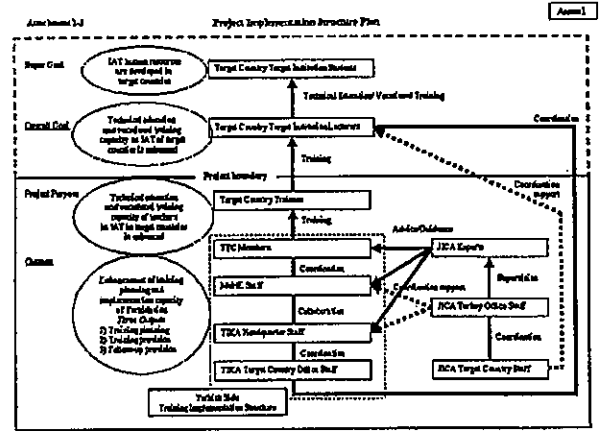 Annex 1
Attachment 1-3
Project Implementation Structure Plan
Super Goal
IAT human resources
are developed in
target countries
Target Country Target Institution Students
Technical Education/ Vocational Training
Overall Goal
Technical education
and vocational training
capacity on IAT of target
countries is enhanced
Target Country Target Institution Lecturers
Coordination
Training
Project boundary
Project Purpose
Technical education
and vocational training
capacity of teachers
in IAT in target countries
is enhanced
Target Country Trainees
Coordination
support
Training
Advice/Guidance
Outputs
Enhancement of training
planning and
implementation capacity
of Turkish side
Three Outputs
1) Training planning
2) Training provision
3) Follow-up provision
TTC Members
JICA Experts
Coordination
Supervision
MoNE Staff
Coordination support
JICA Turkey Office Staff
Collaboration
TIKA Headquarter Staff
Coordination
Coordination
TIKA Target Country Office Staff
JICA Target Country Staff
Turkish Side
Training Implementation Structure